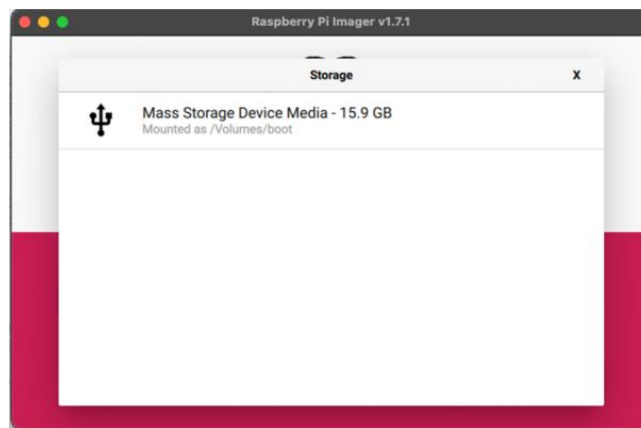 Raspberry Pi Imager v1.7.1
Storage X
Mass Storage Device Media - 15.9 GB
Mounted as /Volumes/boot